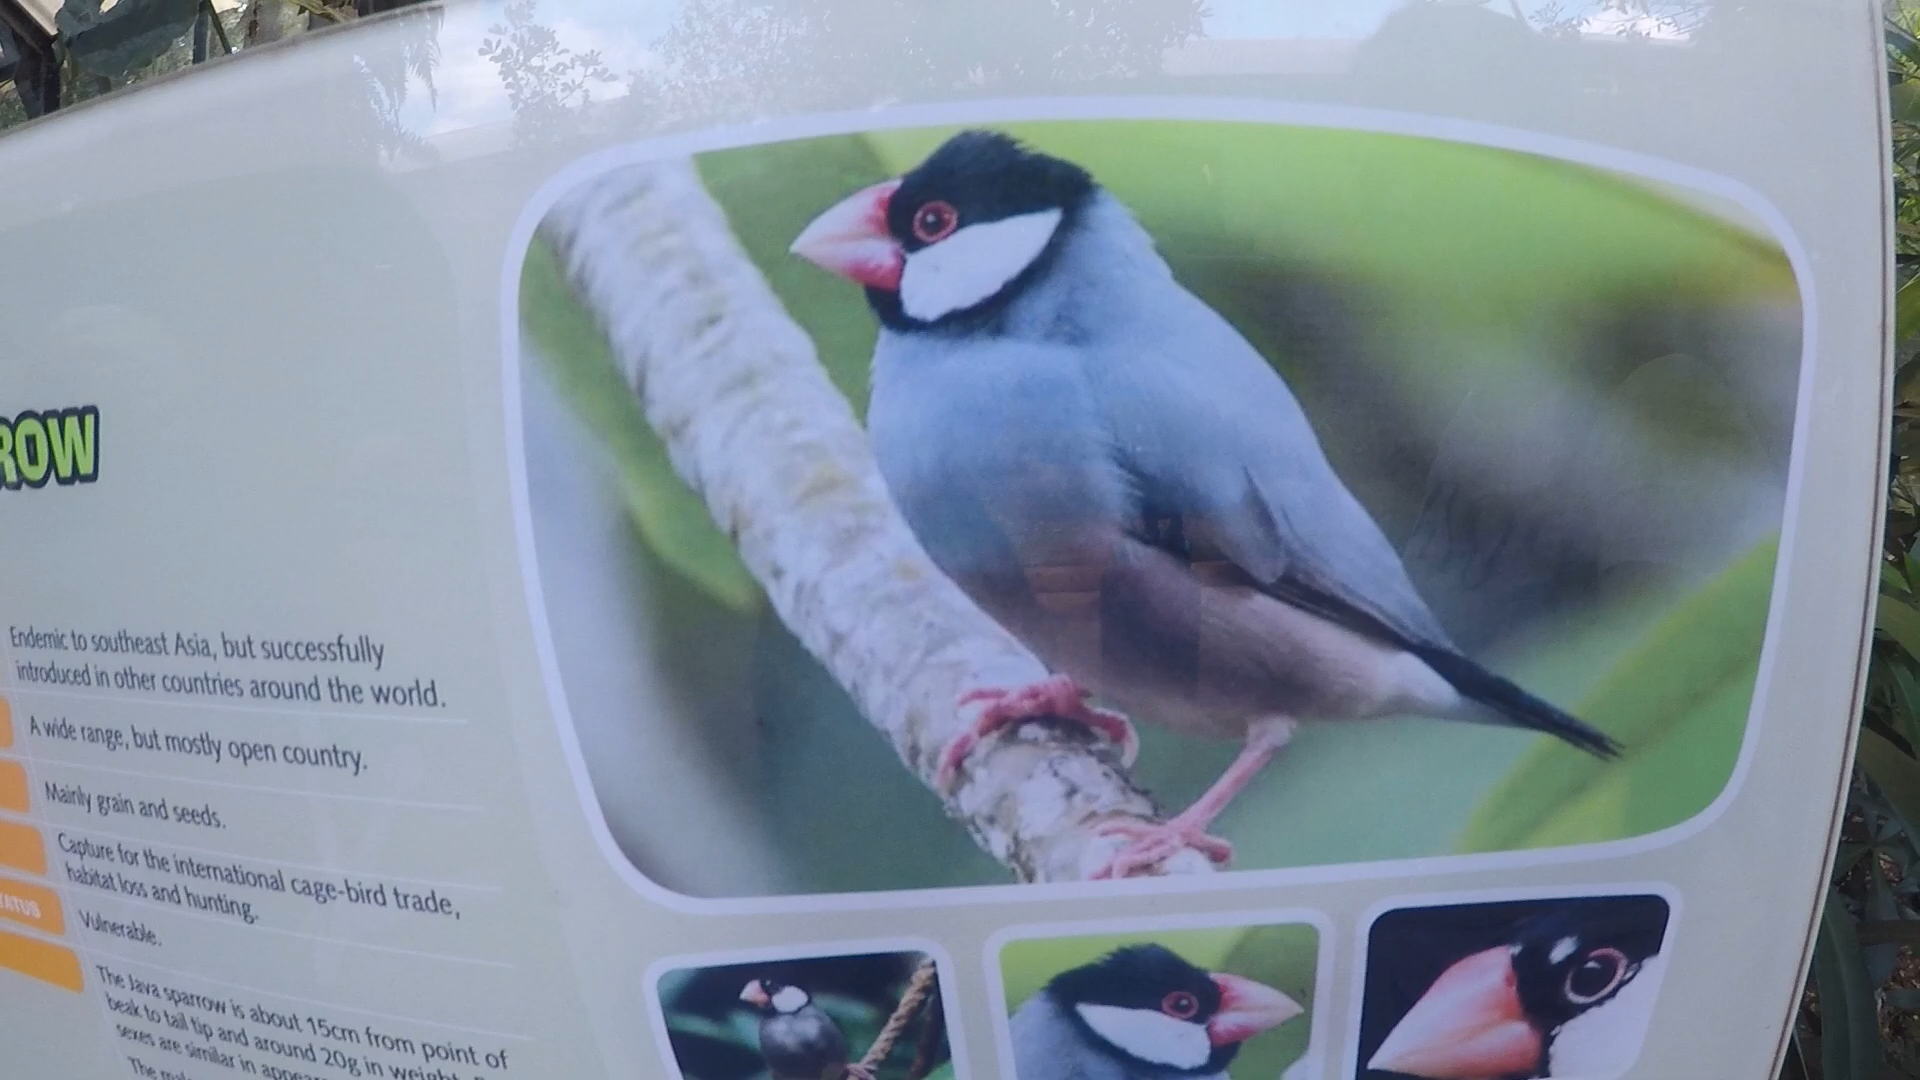 ROW
Endemic to southeast Asia, but successfully
introduced in other countries around the world.
A wide range, but mostly open country.
Mainly grain and seeds.
Capture for the international cage-bird trade,
habitat loss and hunting.
TATUS
Vulnerable.
The Java sparrow is about 15cm from point of
beak to tail tip and around 20g in weight.
sexes are similar in
The